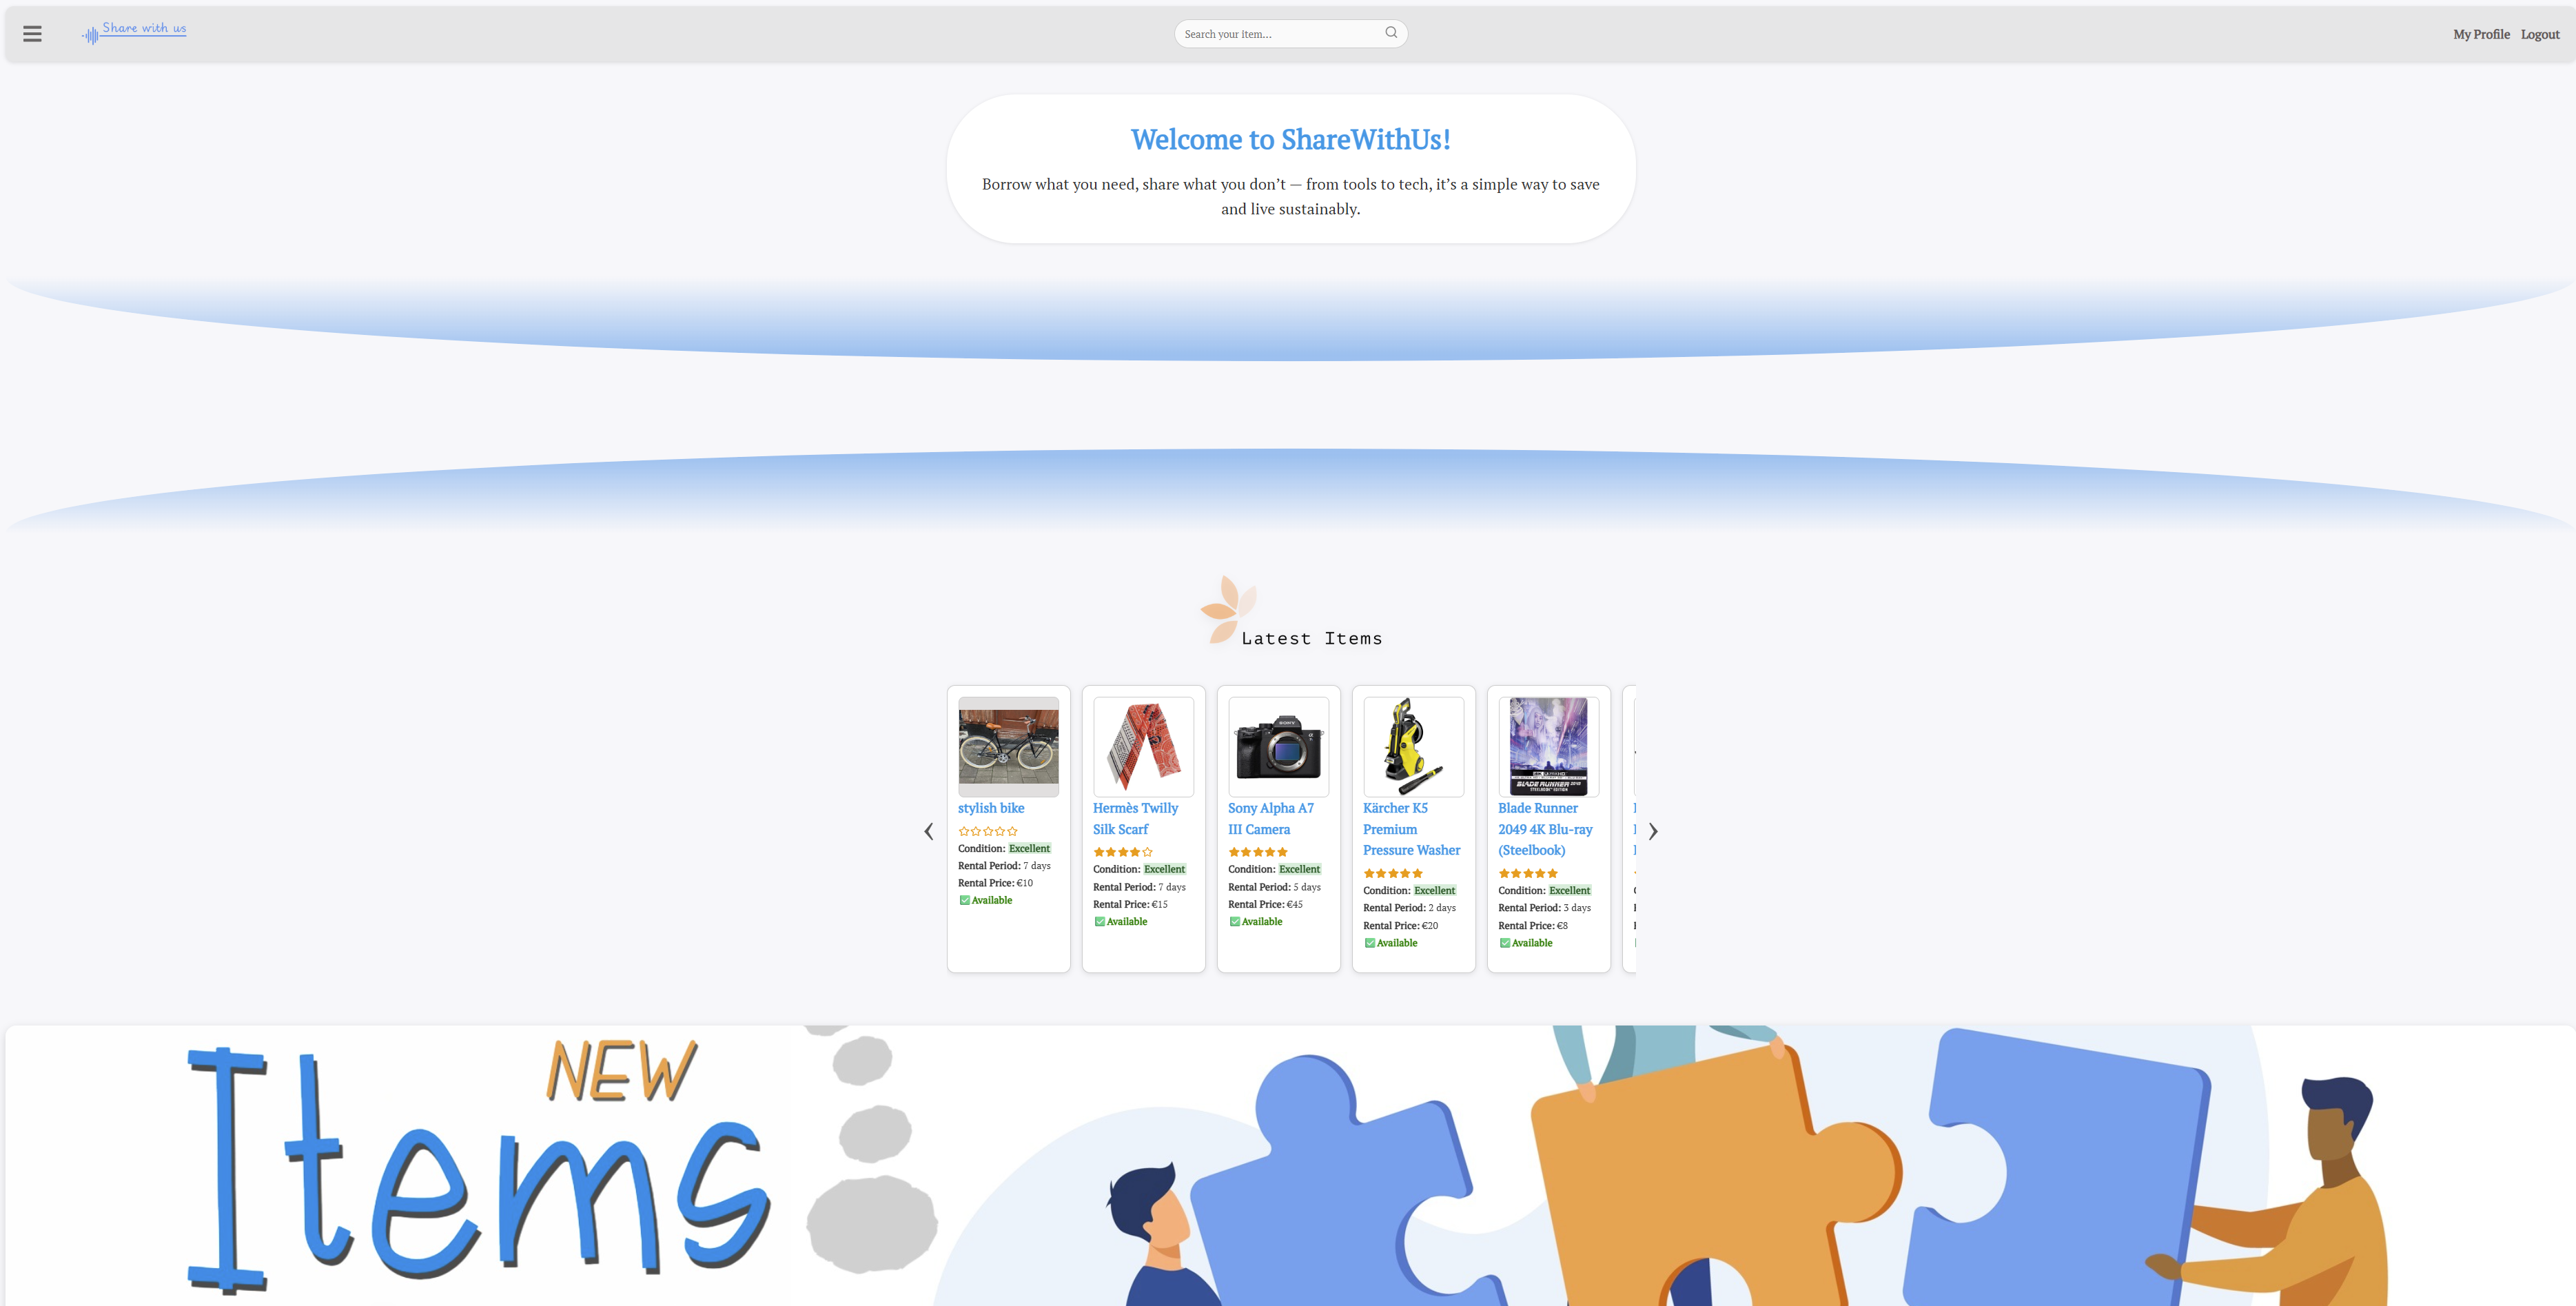 Share with us
Search your item...
My Profile
Logout
Welcome to ShareWithUs!
Borrow what you need, share what you don’t — from tools to tech, it’s a simple way to save
and live sustainably.
Latest Items
stylish bike
Condition: Excellent
Rental Period: 7 days
Rental Price: €10
Available
Hermès Twilly
Silk Scarf
Condition: Excellent
Rental Period: 7 days
Rental Price: €15
Available
SONY
Sony Alpha A7
III Camera
Condition: Excellent
Rental Period: 5 days
Rental Price: €45
Available
Kärcher K5
Premium
Pressure Washer
Condition: Excellent
Rental Period: 2 days
Rental Price: €20
Available
BLADE RUNNER 2049
Blade Runner
2049 4K Blu-ray
(Steelbook)
Condition: Excellent
Rental Period: 3 days
Rental Price: €8
Available
NEW
Items